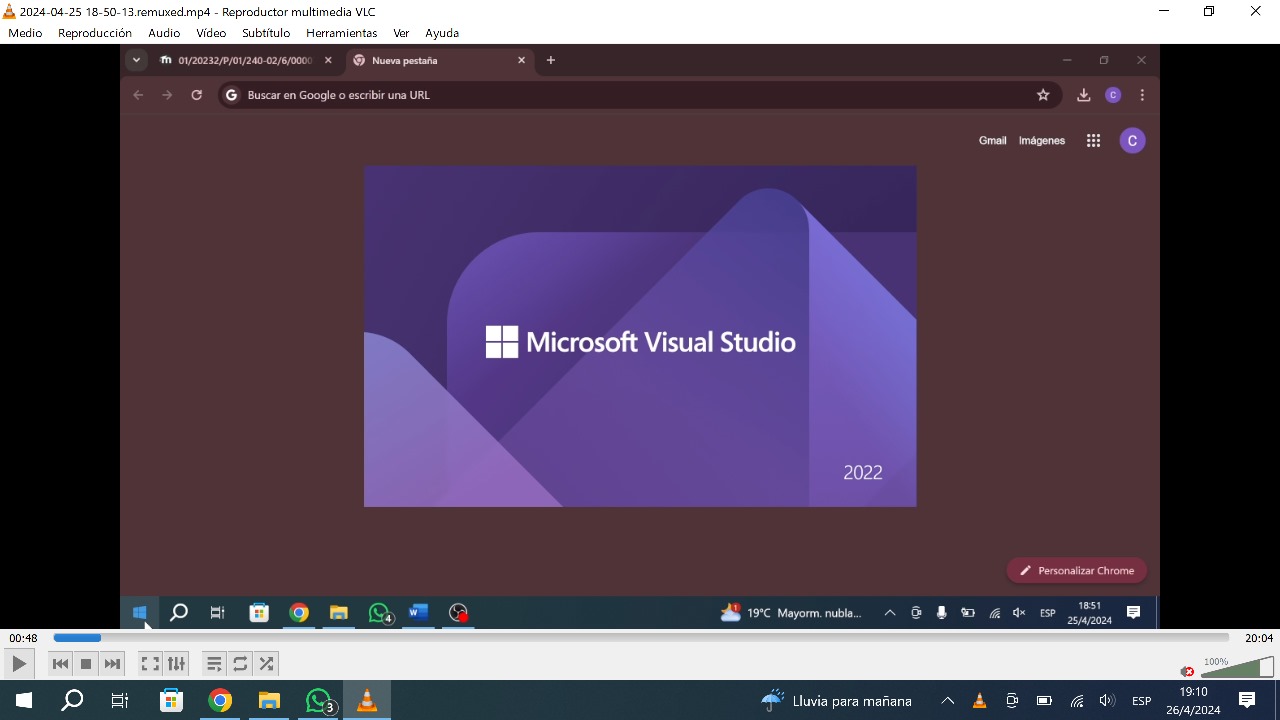 2024-04-25 18-50-13.remuxed.mp4 - Reproductor multimedia VLC
Medio Reproducción Audio Vídeo Subtítulo Herramientas Ver Ayuda
01/20232/P/01/240-02/6/0000
Nueva pestaña
Buscar en Google o escribir una URL
C
Gmail Imágenes
C
Microsoft Visual Studio
2022
Personalizar Chrome
4
1
19°C Mayorm. nubla...
ESP
18:51
25/4/2024
00:48
20:04
100%
3
Lluvia para mañana
ESP
19:10
26/4/2024